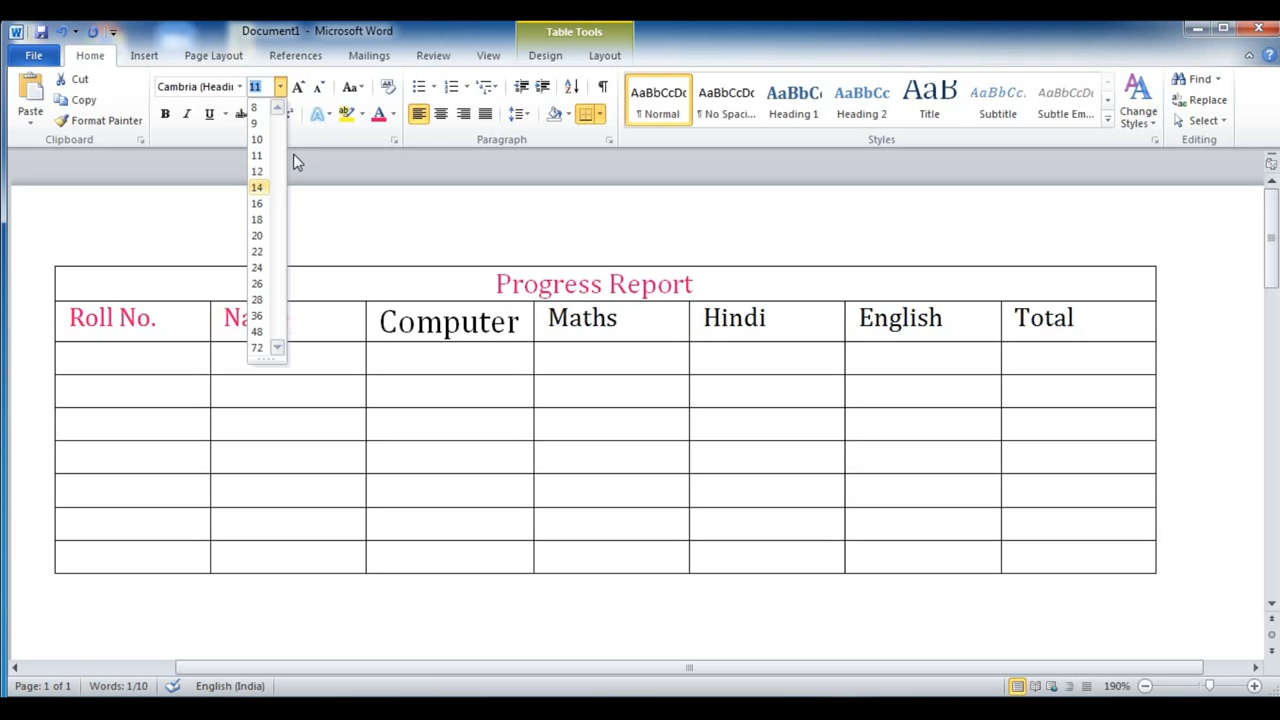 Document1 - Microsoft Word
Table Tools
File Home Insert Page Layout References Mailings Review View Design Layout
Paste
Cut
Copy
Format Painter
Clipboard
Cambria (Headin
11
Aa
B U
A
Paragraph
AaBbCcDc
¶ Normal
AaBbCcDc
¶ No Spaci...
AaBbCc
Heading 1
AaBbCc
Heading 2
AaB
Title
AaBbCc.
Subtitle
AaBbCcDc
Subtle Em...
Styles
Change Styles
Find
Replace
Select
Editing
8
9
10
11
12
14
16
18
20
22
24
26
28
36
48
72
Progress Report
Roll No. Computer Maths Hindi English Total
Page: 1 of 1 Words: 1/10 English (India) 190%